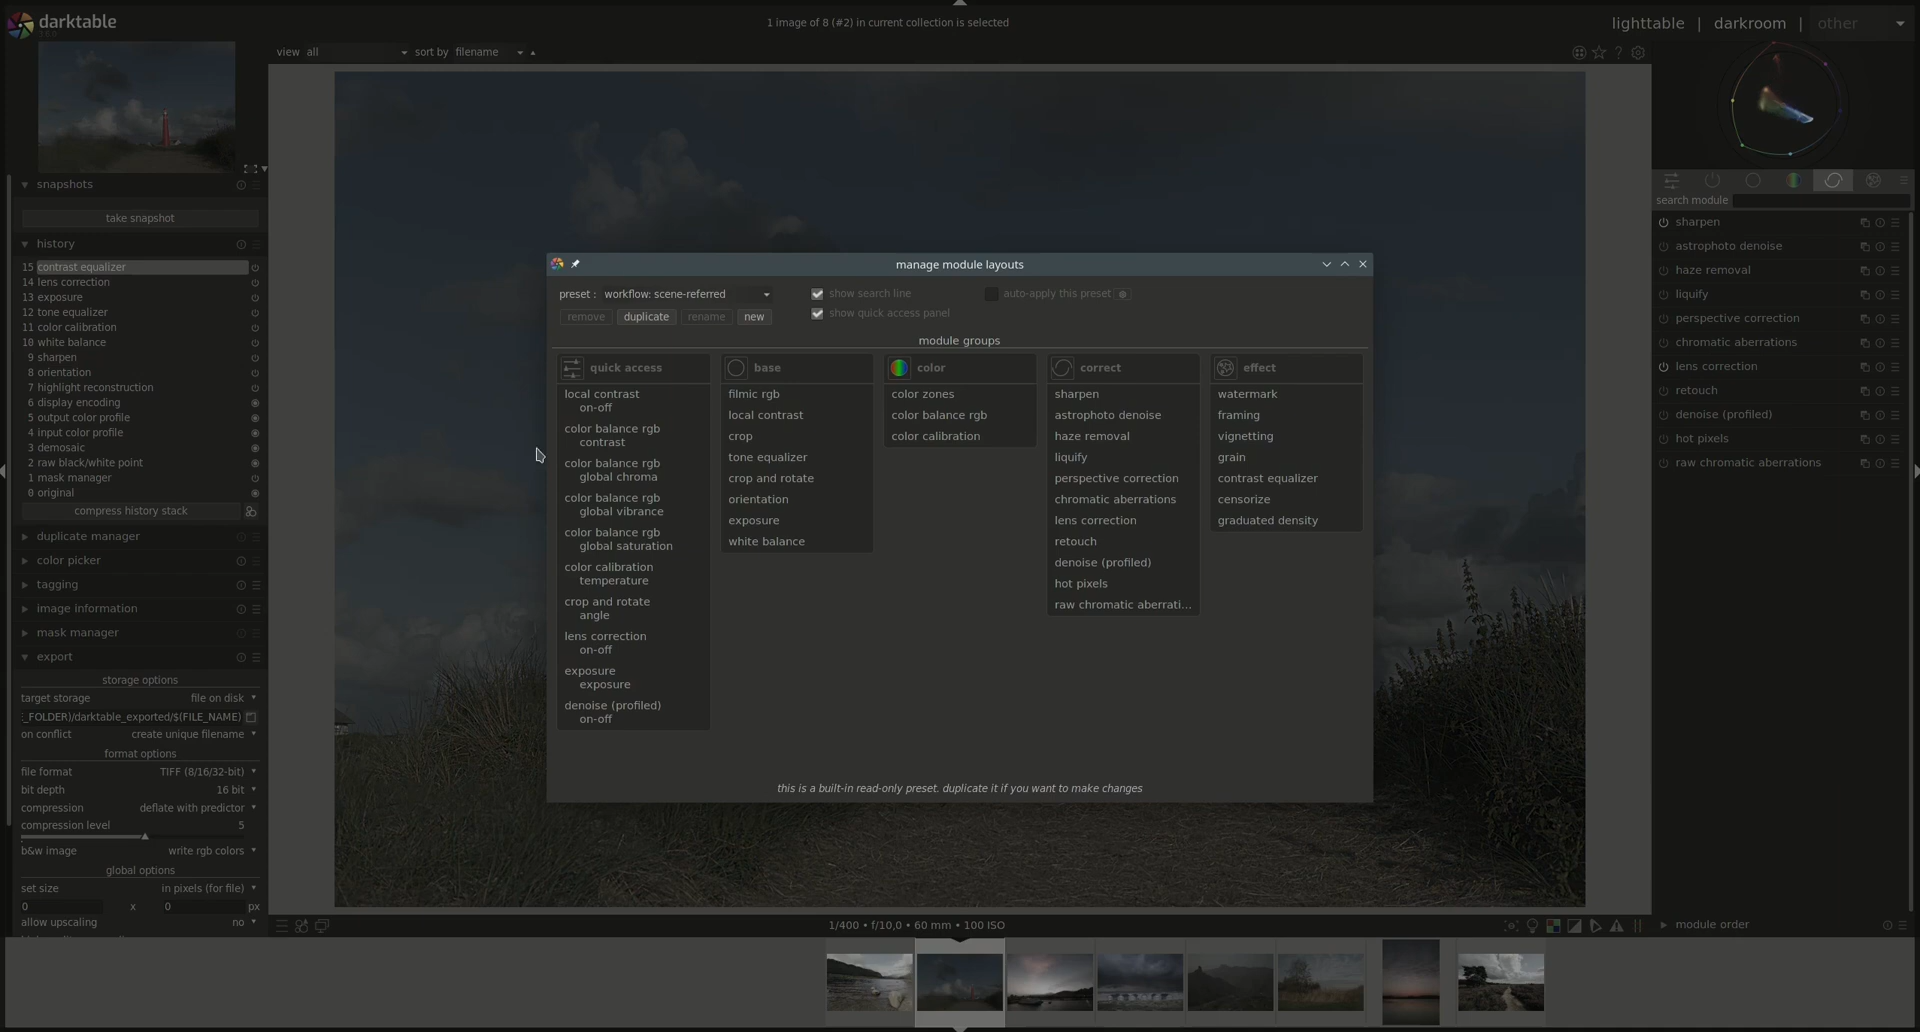 darktable
3.8.0
1 image of 8 (#2) in current collection is selected
lighttable | darkroom | other
view all sort by filename
snapshots
take snapshot
history
15 contrast equalizer
14 lens correction
13 exposure
12 tone equalizer
11 color calibration
10 white balance
9 sharpen
8 orientation
7 highlight reconstruction
6 display encoding
5 output color profile
4 input color profile
3 demosaic
2 raw black/white point
1 mask manager
0 original
compress history stack
duplicate manager
color picker
tagging
image information
mask manager
export
storage options
target storage file on disk
:_FOLDER)/darktable_exported/$(FILE_NAME)
on conflict create unique filename
format options
file format TIFF (8/16/32-bit)
bit depth 16 bit
compression deflate with predictor
compression level 5
b&w image write rgb colors
global options
set size in pixels (for file)
0 x 0 px
allow upscaling no
manage module layouts
preset : workflow: scene-referred
show search line
auto-apply this preset
remove duplicate rename new
show quick access panel
module groups
quick access
local contrast
on-off
color balance rgb
contrast
color balance rgb
global chroma
color balance rgb
global vibrance
color balance rgb
global saturation
color calibration
temperature
crop and rotate
angle
lens correction
on-off
exposure
exposure
denoise (profiled)
on-off
base
filmic rgb
local contrast
crop
tone equalizer
crop and rotate
orientation
exposure
white balance
color
color zones
color balance rgb
color calibration
correct
sharpen
astrophoto denoise
haze removal
liquify
perspective correction
chromatic aberrations
lens correction
retouch
denoise (profiled)
hot pixels
raw chromatic aberrati...
effect
watermark
framing
vignetting
grain
contrast equalizer
censorize
graduated density
this is a built-in read-only preset. duplicate it if you want to make changes
1/400 • f/10,0 • 60 mm • 100 ISO
search module
sharpen
astrophoto denoise
haze removal
liquify
perspective correction
chromatic aberrations
lens correction
retouch
denoise (profiled)
hot pixels
raw chromatic aberrations
module order